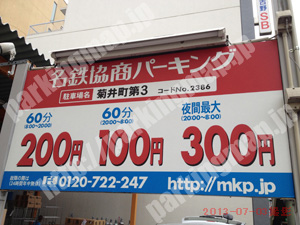 名鉄協商パーキング
駐車場名 菊井町第3 コードNo.2386
60分 60分 夜間最大
(8:00~20:00) (20:00~8:00) (20:00~8:00)
200円 100円 300円
0120-722-247 http://mkp.jp